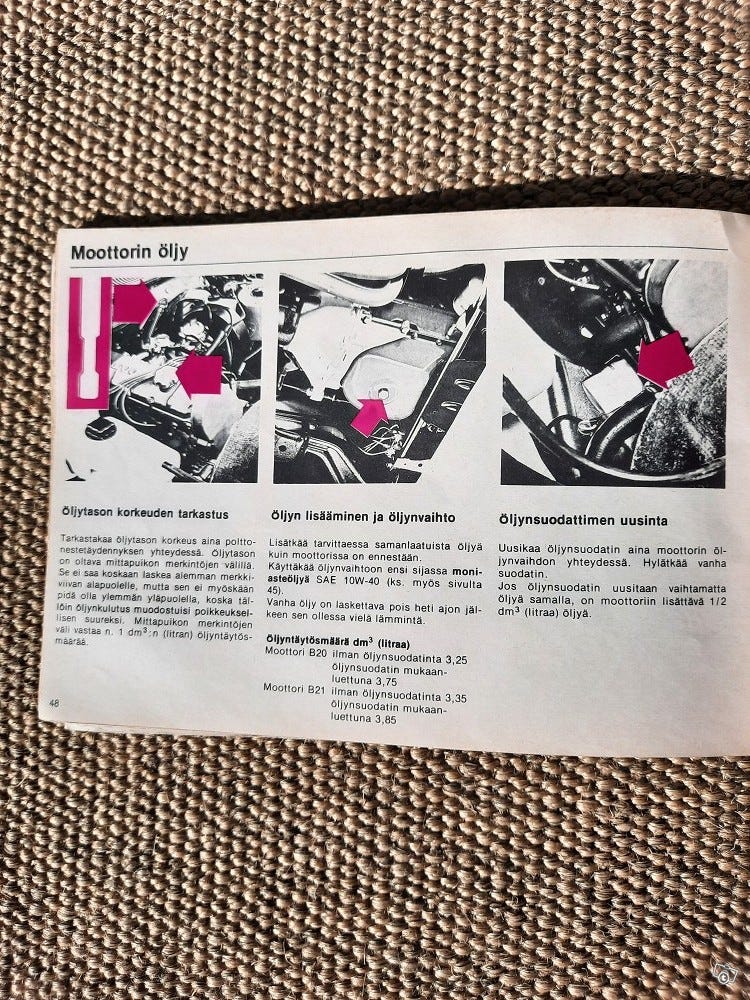 Moottorin öljy
Öljytason korkeuden tarkastus
Tarkastakaa öljytason korkeus aina poltto-
nestetäydennyksen yhteydessä. Öljytason
on oltava mittapuikon merkintöjen välillä.
Se ei saa koskaan laskea alemman merkki-
viivan alapuolelle, mutta sen ei myöskään
pidä olla ylemmän yläpuolella, koska täl-
löin öljynkulutus muodostuisi poikkeuksel-
lisen suureksi. Mittapuikon merkintöjen
väli vastaa n. 1 dm³:n (litran) öljyntäytös-
määrää.
Öljyn lisääminen ja öljynvaihto
Lisätkää tarvittaessa samanlaatuista öljyä
kuin moottorissa on ennestään.
Käyttäkää öljynvaihtoon ensi sijassa moni-
asteöljyä SAE 10W-40 (ks. myös sivulta
45).
Vanha öljy on laskettava pois heti ajon jäl-
keen sen ollessa vielä lämmintä.
Öljyntäytösmäärä dm³ (litraa)
Moottori B20 ilman öljynsuodatinta 3,25
öljynsuodatin mukaan-
luettuna 3,75
Moottori B21 ilman öljynsuodatinta 3,35
öljynsuodatin mukaan-
luettuna 3,85
Öljynsuodattimen uusinta
Uusikaa öljynsuodatin aina moottorin öl-
jynvaihdon yhteydessä. Hylätkää vanha
suodatin.
Jos öljynsuodatin uusitaan vaihtamatta
öljyä samalla, on moottoriin lisättävä 1/2
dm³ (litraa) öljyä.
48